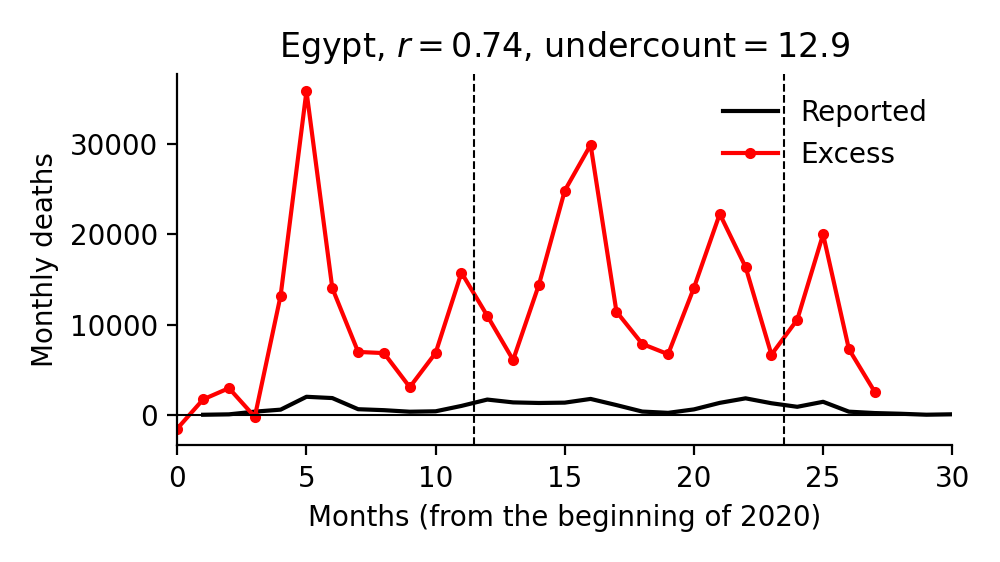 Egypt, r = 0.74, undercount = 12.9
Reported
Excess
Monthly deaths
30000
20000
10000
0
0 5 10 15 20 25 30
Months (from the beginning of 2020)